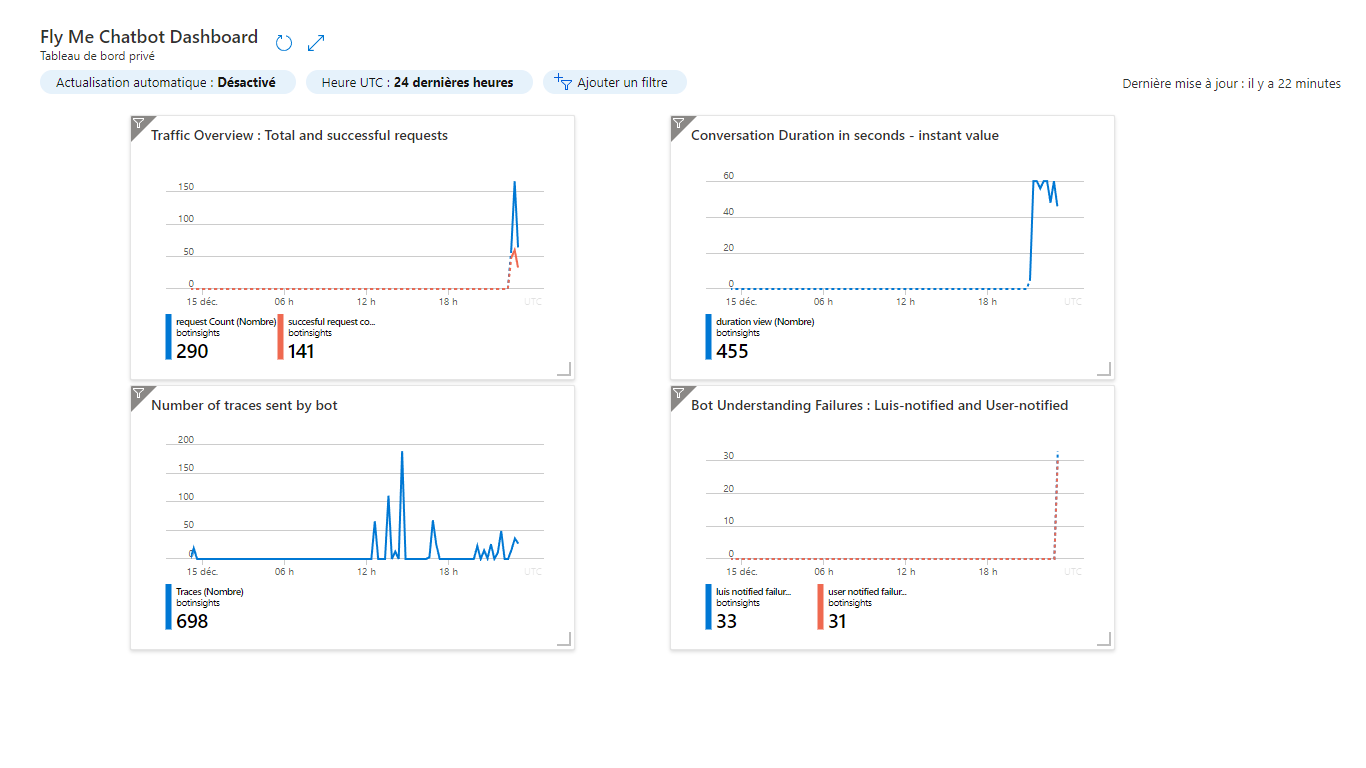 Fly Me Chatbot Dashboard
Tableau de bord privé
Actualisation automatique : Désactivé
Heure UTC : 24 dernières heures
Ajouter un filtre
Dernière mise à jour : il y a 22 minutes
Traffic Overview : Total and successful requests
150
100
50
0
15 déc.
06 h
12 h
18 h
UTC
request Count (Nombre)
botinsights
290
succesful request co...
botinsights
141
Conversation Duration in seconds - instant value
60
40
20
0
15 déc.
06 h
12 h
18 h
UTC
duration view (Nombre)
botinsights
455
Number of traces sent by bot
200
150
100
50
0
15 déc.
06 h
12 h
18 h
UTC
Traces (Nombre)
botinsights
698
Bot Understanding Failures : Luis-notified and User-notified
30
20
10
0
15 déc.
06 h
12 h
18 h
UTC
luis notified failur...
botinsights
33
user notified failur...
botinsights
31